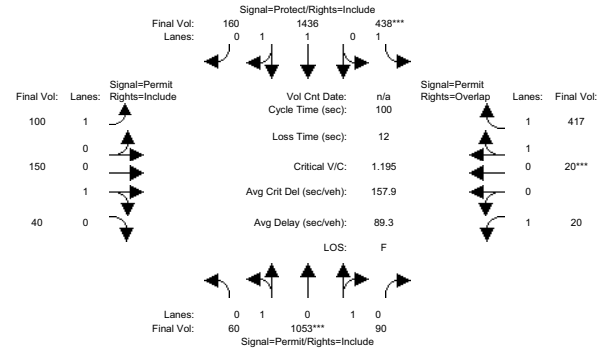 Signal=Protect/Rights=Include
Final Vol: 160 1436 438***
Lanes: 0 1 1 0 1
Signal=Permit Signal=Permit
Final Vol: Lanes: Rights=Include Vol Cnt Date: n/a Rights=Overlap Lanes: Final Vol:
Cycle Time (sec): 100
100 1 1 417
Loss Time (sec): 12
0 1
150 0 Critical V/C: 1.195 0 20***
1 Avg Crit Del (sec/veh): 157.9 0
40 0 Avg Delay (sec/veh): 89.3 1 20
LOS: F
Lanes: 0 1 0 1 0
Final Vol: 60 1053*** 90
Signal=Permit/Rights=Include